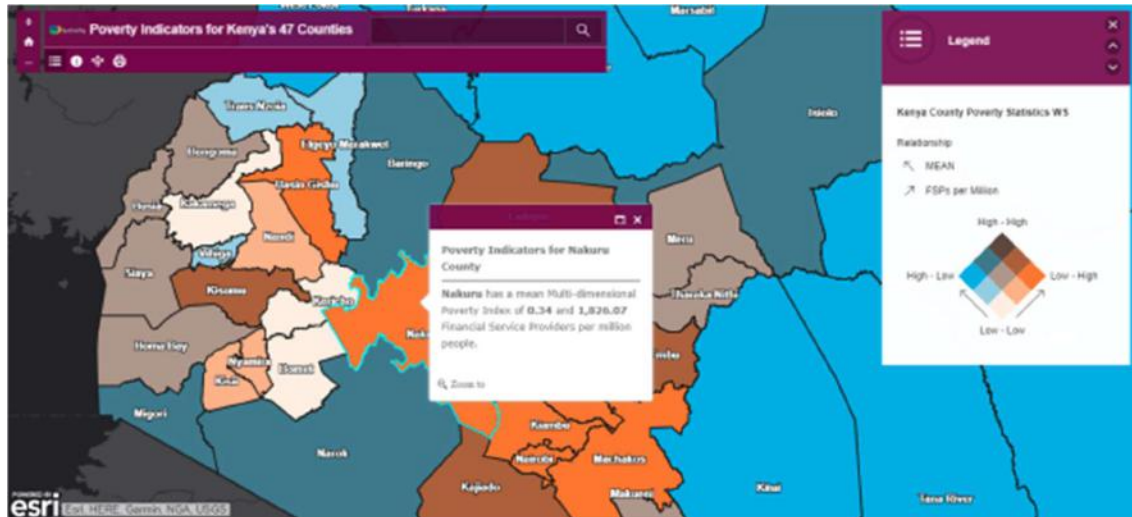 Turkana
Marsabit
Poverty Indicators for Kenya's 47 Counties
Legend
Kenya County Poverty Statistics WS
Relationship
MEAN
FSPs per Million
High - High
High - Low
Low - High
Low - Low
Trans Nzoia
Bungoma
Elgeyo Marakwet
Baringo
Isiolo
Uasin Gishu
Busia
Kakamega
Nandi
Vihiga
Siaya
Kisumu
Kericho
Meru
Tharaka Nithi
Poverty Indicators for Nakuru
County
Nakuru has a mean Multi-dimensional
Poverty Index of 0.34 and 1,826.07
Financial Service Providers per million
people.
Zoom to
Homa Bay
Nyamira
Kisii
Bomet
Migori
Narok
Kiambu
Nairobi
Machakos
Makueni
Kajiado
Kitui
Tana River
POWERED BY
esri
Esri, HERE, Garmin, NGA, USGS